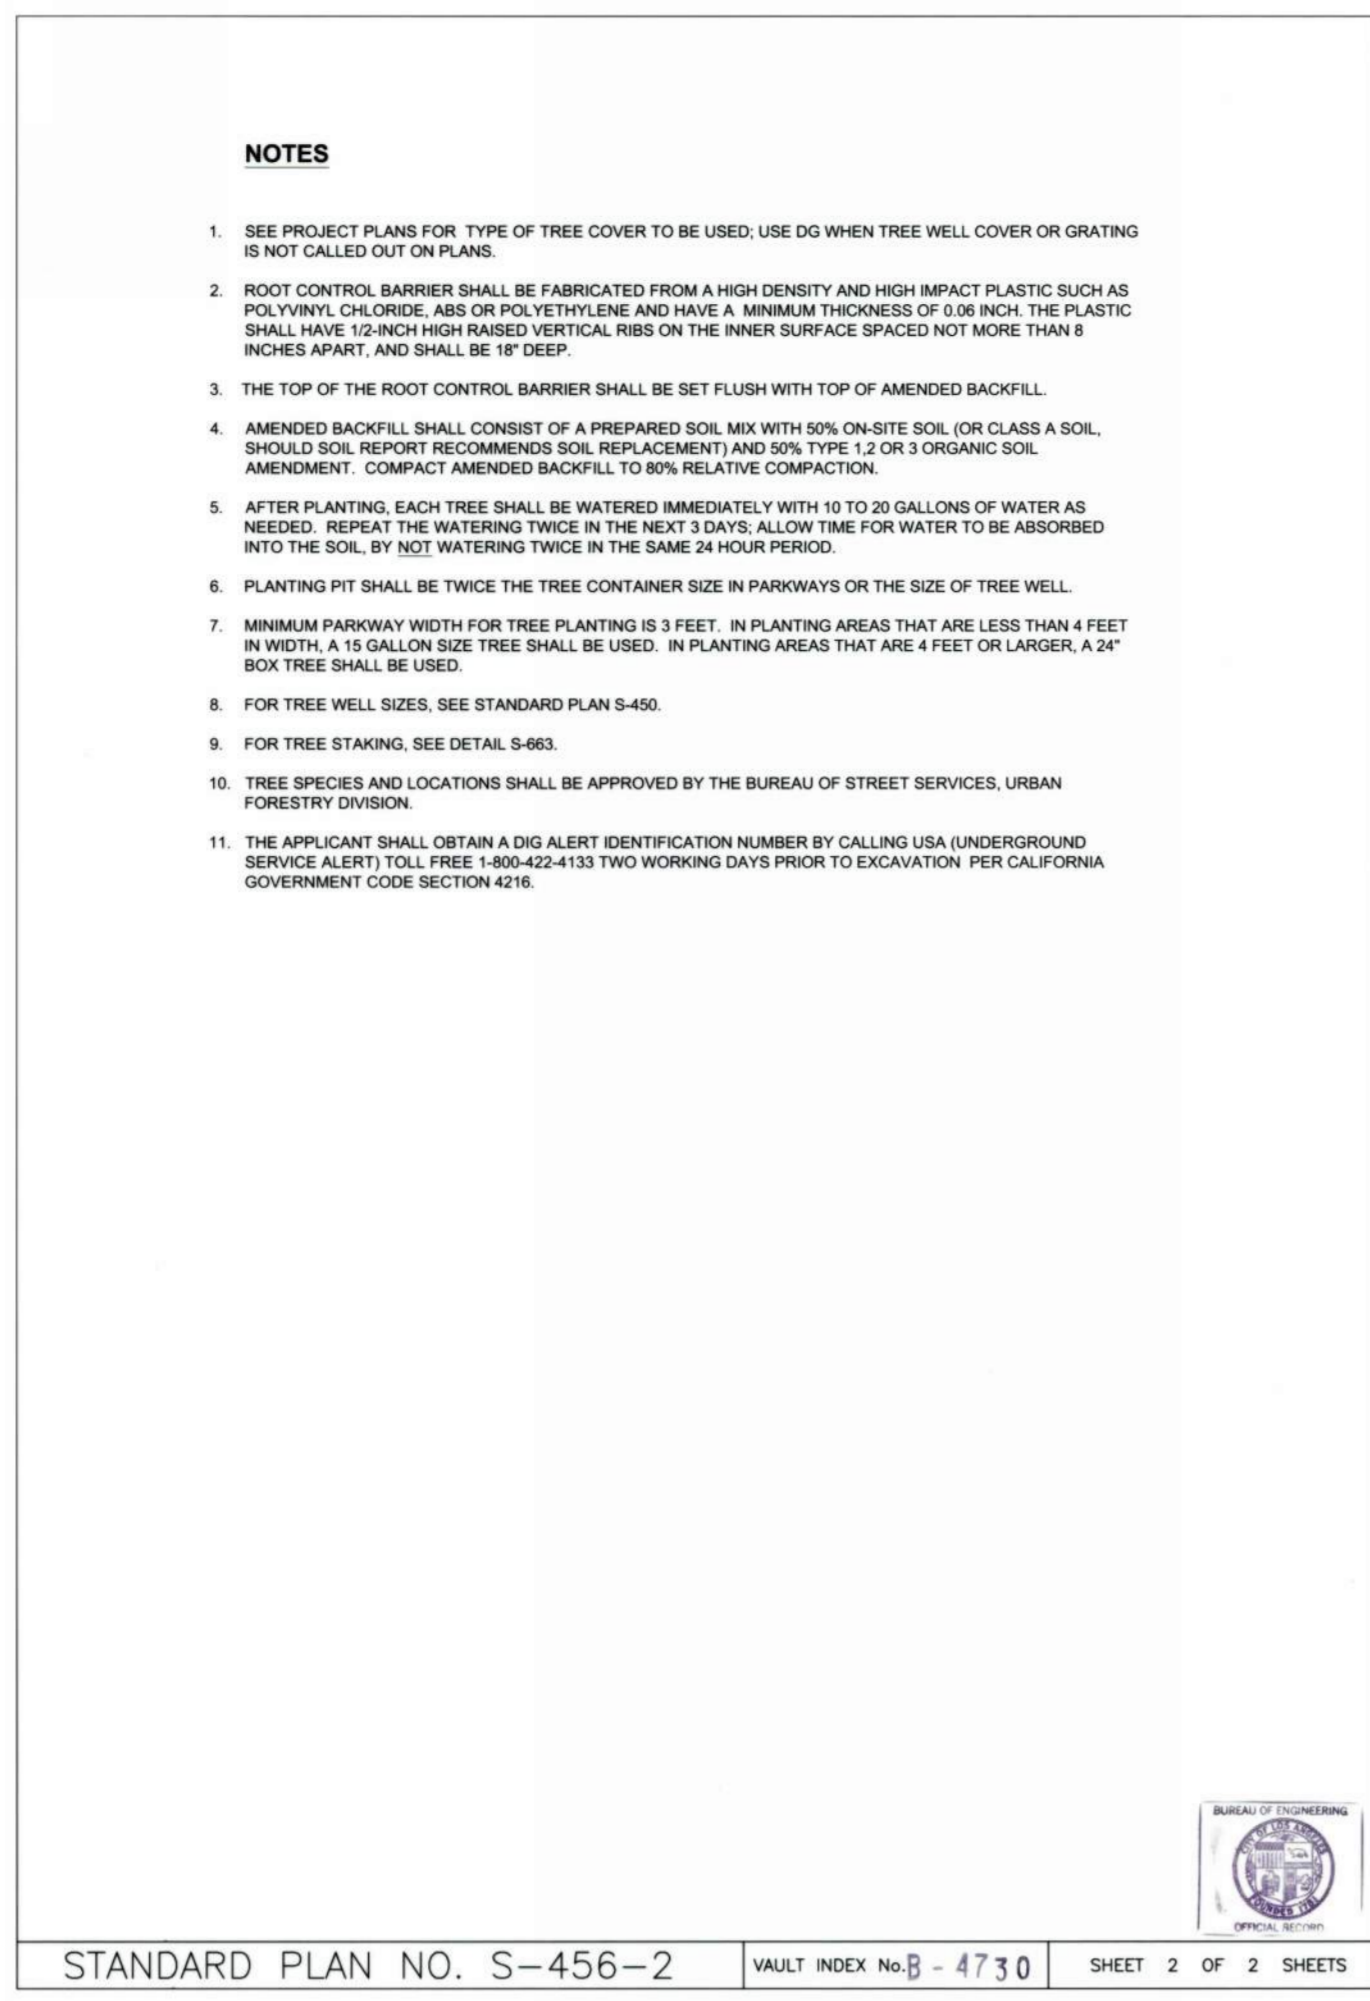 NOTES
1. SEE PROJECT PLANS FOR TYPE OF TREE COVER TO BE USED; USE DG WHEN TREE WELL COVER OR GRATING
IS NOT CALLED OUT ON PLANS.
2. ROOT CONTROL BARRIER SHALL BE FABRICATED FROM A HIGH DENSITY AND HIGH IMPACT PLASTIC SUCH AS
POLYVINYL CHLORIDE, ABS OR POLYETHYLENE AND HAVE A MINIMUM THICKNESS OF 0.06 INCH. THE PLASTIC
SHALL HAVE 1/2-INCH HIGH RAISED VERTICAL RIBS ON THE INNER SURFACE SPACED NOT MORE THAN 8
INCHES APART, AND SHALL BE 18" DEEP.
3. THE TOP OF THE ROOT CONTROL BARRIER SHALL BE SET FLUSH WITH TOP OF AMENDED BACKFILL.
4. AMENDED BACKFILL SHALL CONSIST OF A PREPARED SOIL MIX WITH 50% ON-SITE SOIL (OR CLASS A SOIL,
SHOULD SOIL REPORT RECOMMENDS SOIL REPLACEMENT) AND 50% TYPE 1,2 OR 3 ORGANIC SOIL
AMENDMENT. COMPACT AMENDED BACKFILL TO 80% RELATIVE COMPACTION.
5. AFTER PLANTING, EACH TREE SHALL BE WATERED IMMEDIATELY WITH 10 TO 20 GALLONS OF WATER AS
NEEDED. REPEAT THE WATERING TWICE IN THE NEXT 3 DAYS; ALLOW TIME FOR WATER TO BE ABSORBED
INTO THE SOIL, BY NOT WATERING TWICE IN THE SAME 24 HOUR PERIOD.
6. PLANTING PIT SHALL BE TWICE THE TREE CONTAINER SIZE IN PARKWAYS OR THE SIZE OF TREE WELL.
7. MINIMUM PARKWAY WIDTH FOR TREE PLANTING IS 3 FEET. IN PLANTING AREAS THAT ARE LESS THAN 4 FEET
IN WIDTH, A 15 GALLON SIZE TREE SHALL BE USED. IN PLANTING AREAS THAT ARE 4 FEET OR LARGER, A 24"
BOX TREE SHALL BE USED.
8. FOR TREE WELL SIZES, SEE STANDARD PLAN S-450.
9. FOR TREE STAKING, SEE DETAIL S-663.
10. TREE SPECIES AND LOCATIONS SHALL BE APPROVED BY THE BUREAU OF STREET SERVICES, URBAN
FORESTRY DIVISION.
11. THE APPLICANT SHALL OBTAIN A DIG ALERT IDENTIFICATION NUMBER BY CALLING USA (UNDERGROUND
SERVICE ALERT) TOLL FREE 1-800-422-4133 TWO WORKING DAYS PRIOR TO EXCAVATION PER CALIFORNIA
GOVERNMENT CODE SECTION 4216.
BUREAU OF ENGINEERING
CITY OF LOS ANGELES
FOUNDED 1781
OFFICIAL RECORD
STANDARD PLAN NO. S-456-2
VAULT INDEX No. B - 4730
SHEET 2 OF 2 SHEETS